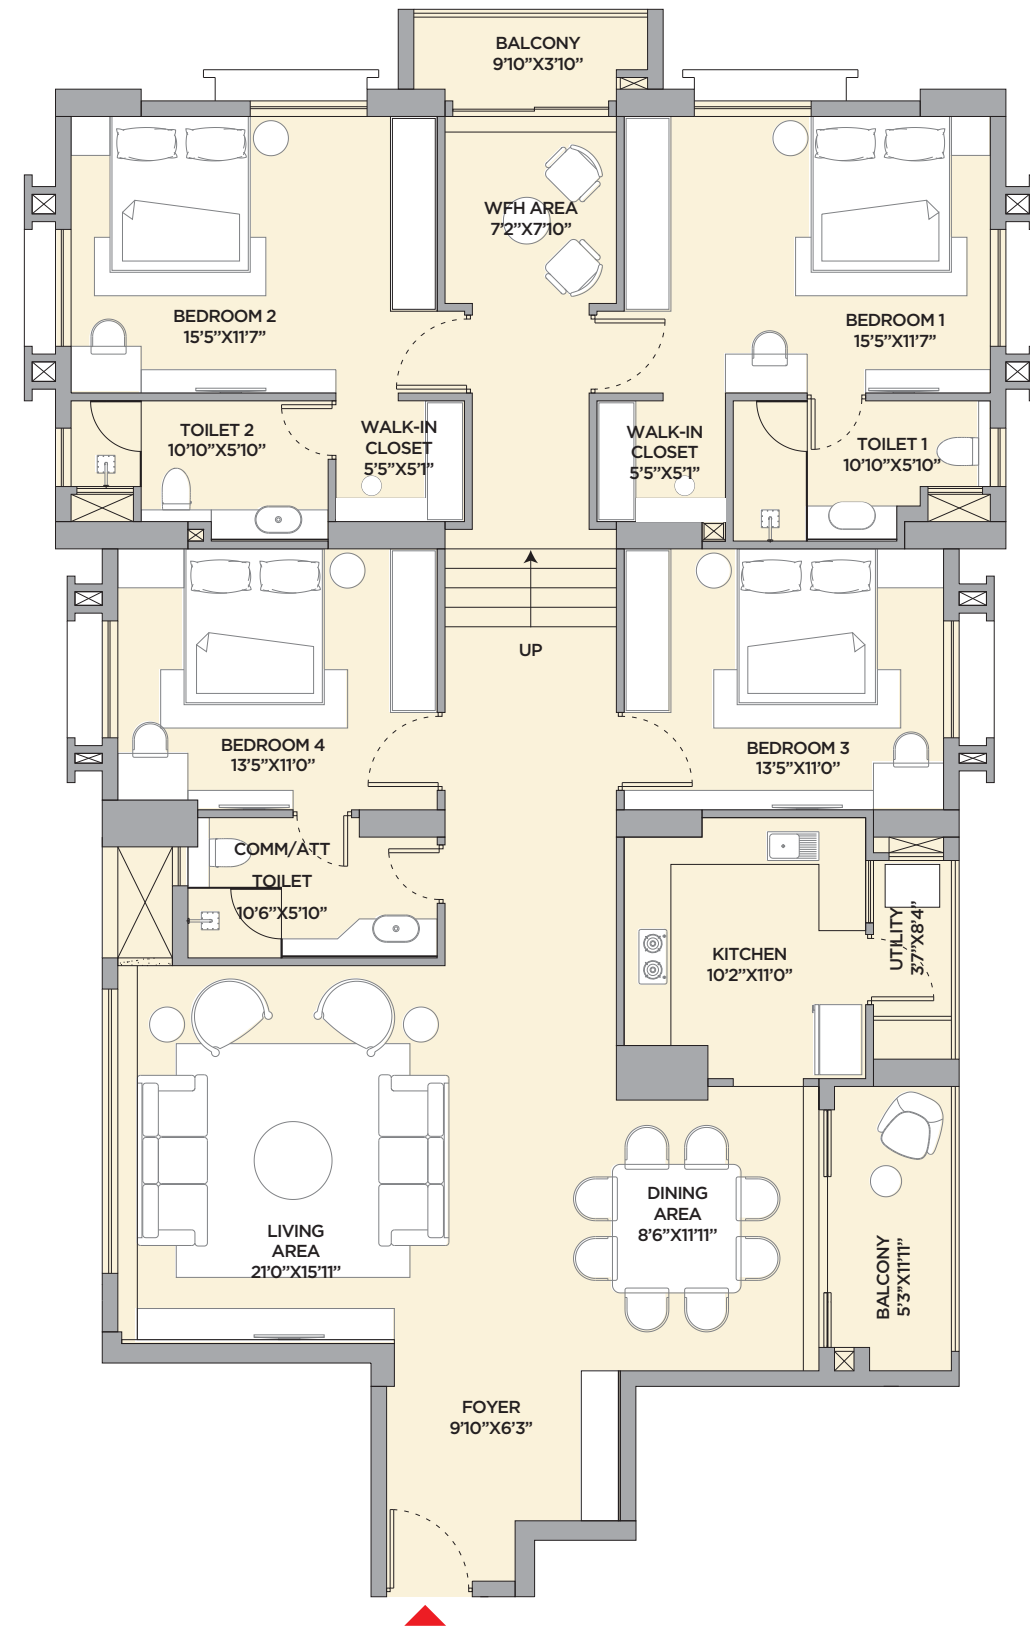 BALCONY
9'10"X3'10"
WFH AREA
7'2"X7'10"
BEDROOM 2
15'5"X11'7"
BEDROOM 1
15'5"X11'7"
TOILET 2
10'10"X5'10"
WALK-IN
CLOSET
5'5"X5'1"
WALK-IN
CLOSET
5'5"X5'1"
TOILET 1
10'10"X5'10"
UP
BEDROOM 4
13'5"X11'0"
BEDROOM 3
13'5"X11'0"
COMM/ATT
TOILET
10'6"X5'10"
KITCHEN
10'2"X11'0"
UTILITY
3'7"X8'4"
LIVING
AREA
21'0"X15'11"
DINING
AREA
8'6"X11'11"
BALCONY
5'3"X11'11"
FOYER
9'10"X6'3"